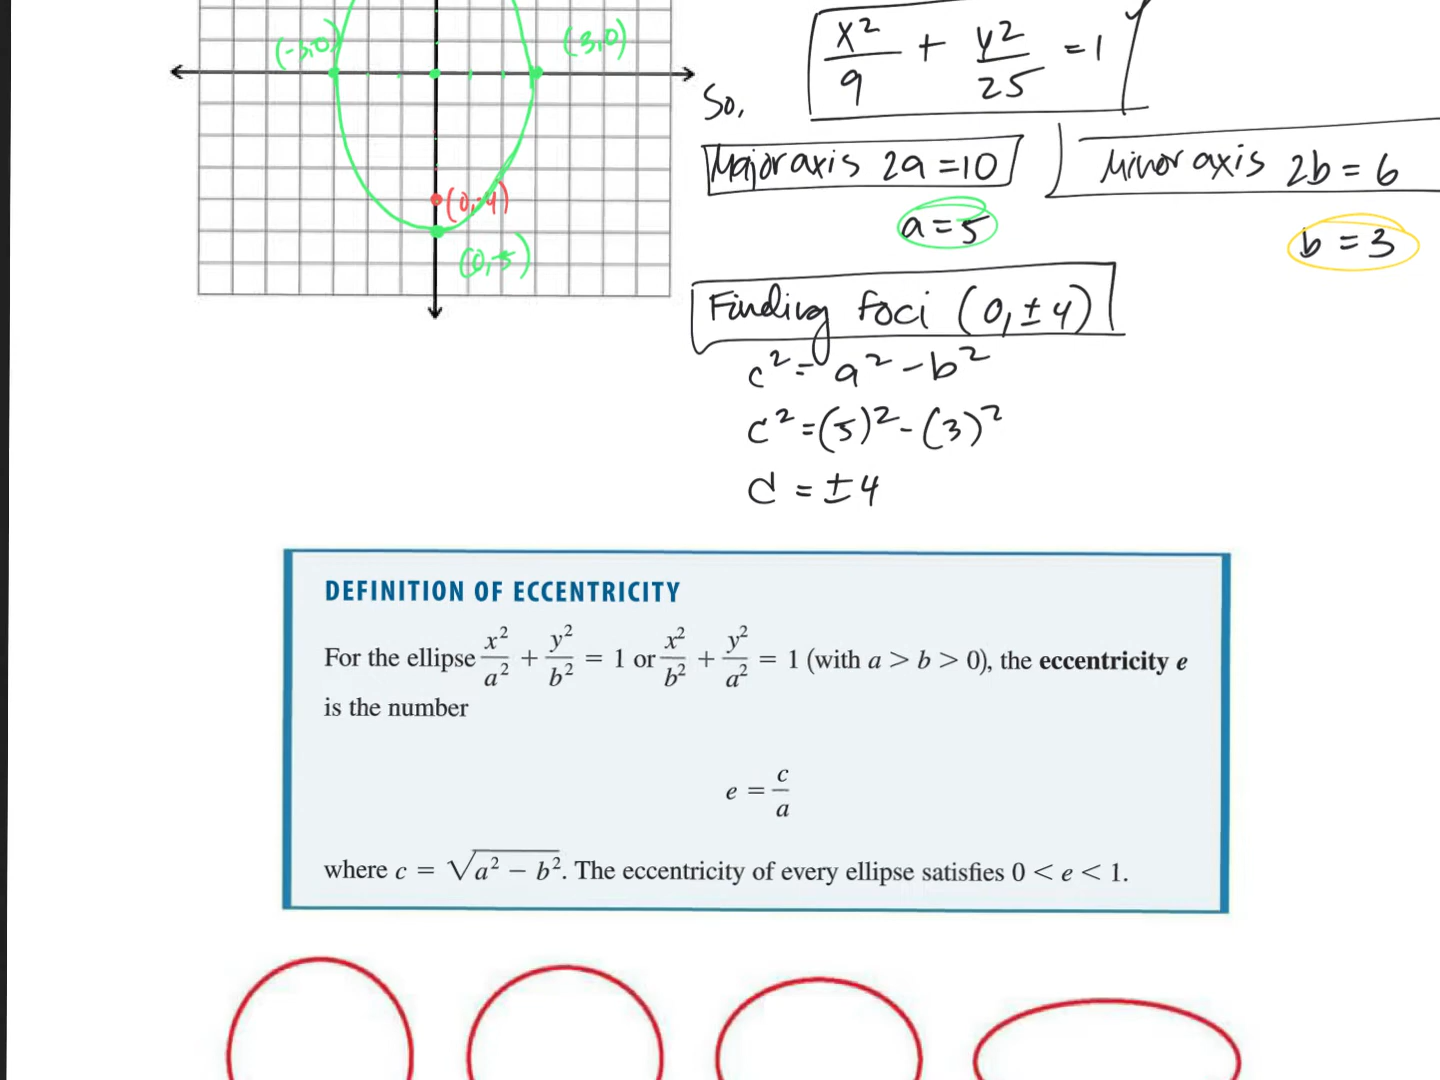 (-3,0)
(3,0)
(0,-4)
(0,-5)
x²/9 + y²/25 = 1
So,
Major axis 2a = 10
Minor axis 2b = 6
a = 5
b = 3
Finding foci (0, ± 4)
c² = a² - b²
c² = (5)² - (3)²
c = ± 4
DEFINITION OF ECCENTRICITY
For the ellipse x²/a² + y²/b² = 1 or x²/b² + y²/a² = 1 (with a > b > 0), the eccentricity e
is the number
e = c/a
where c = √(a² − b²). The eccentricity of every ellipse satisfies 0 < e < 1.